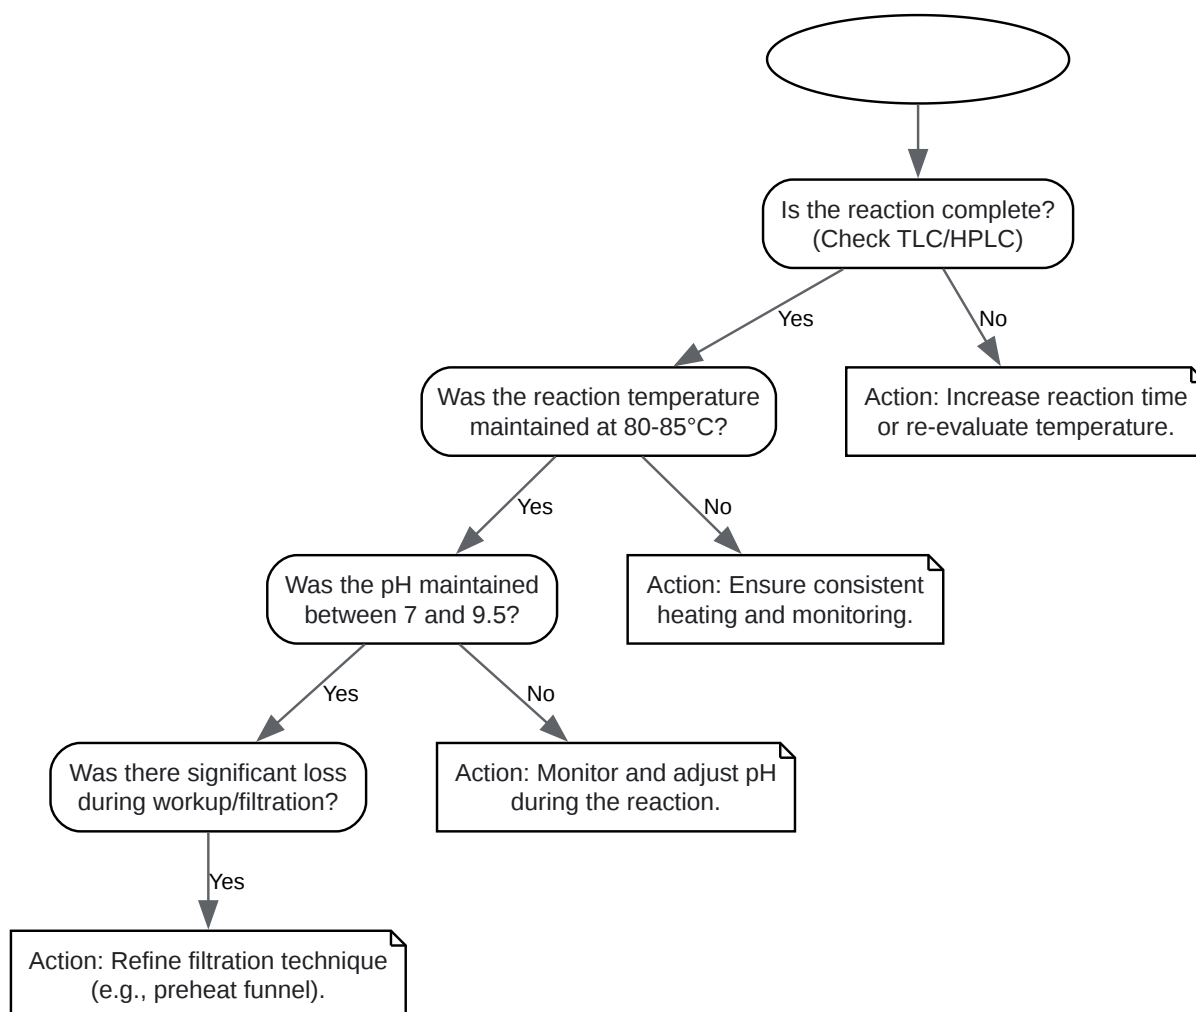 Is the reaction complete?
(Check TLC/HPLC)
Yes
No
Was the reaction temperature
maintained at 80-85°C?
Action: Increase reaction time
or re-evaluate temperature.
Yes
No
Was the pH maintained
between 7 and 9.5?
Action: Ensure consistent
heating and monitoring.
Yes
No
Was there significant loss
during workup/filtration?
Action: Monitor and adjust pH
during the reaction.
Yes
Action: Refine filtration technique
(e.g., preheat funnel).